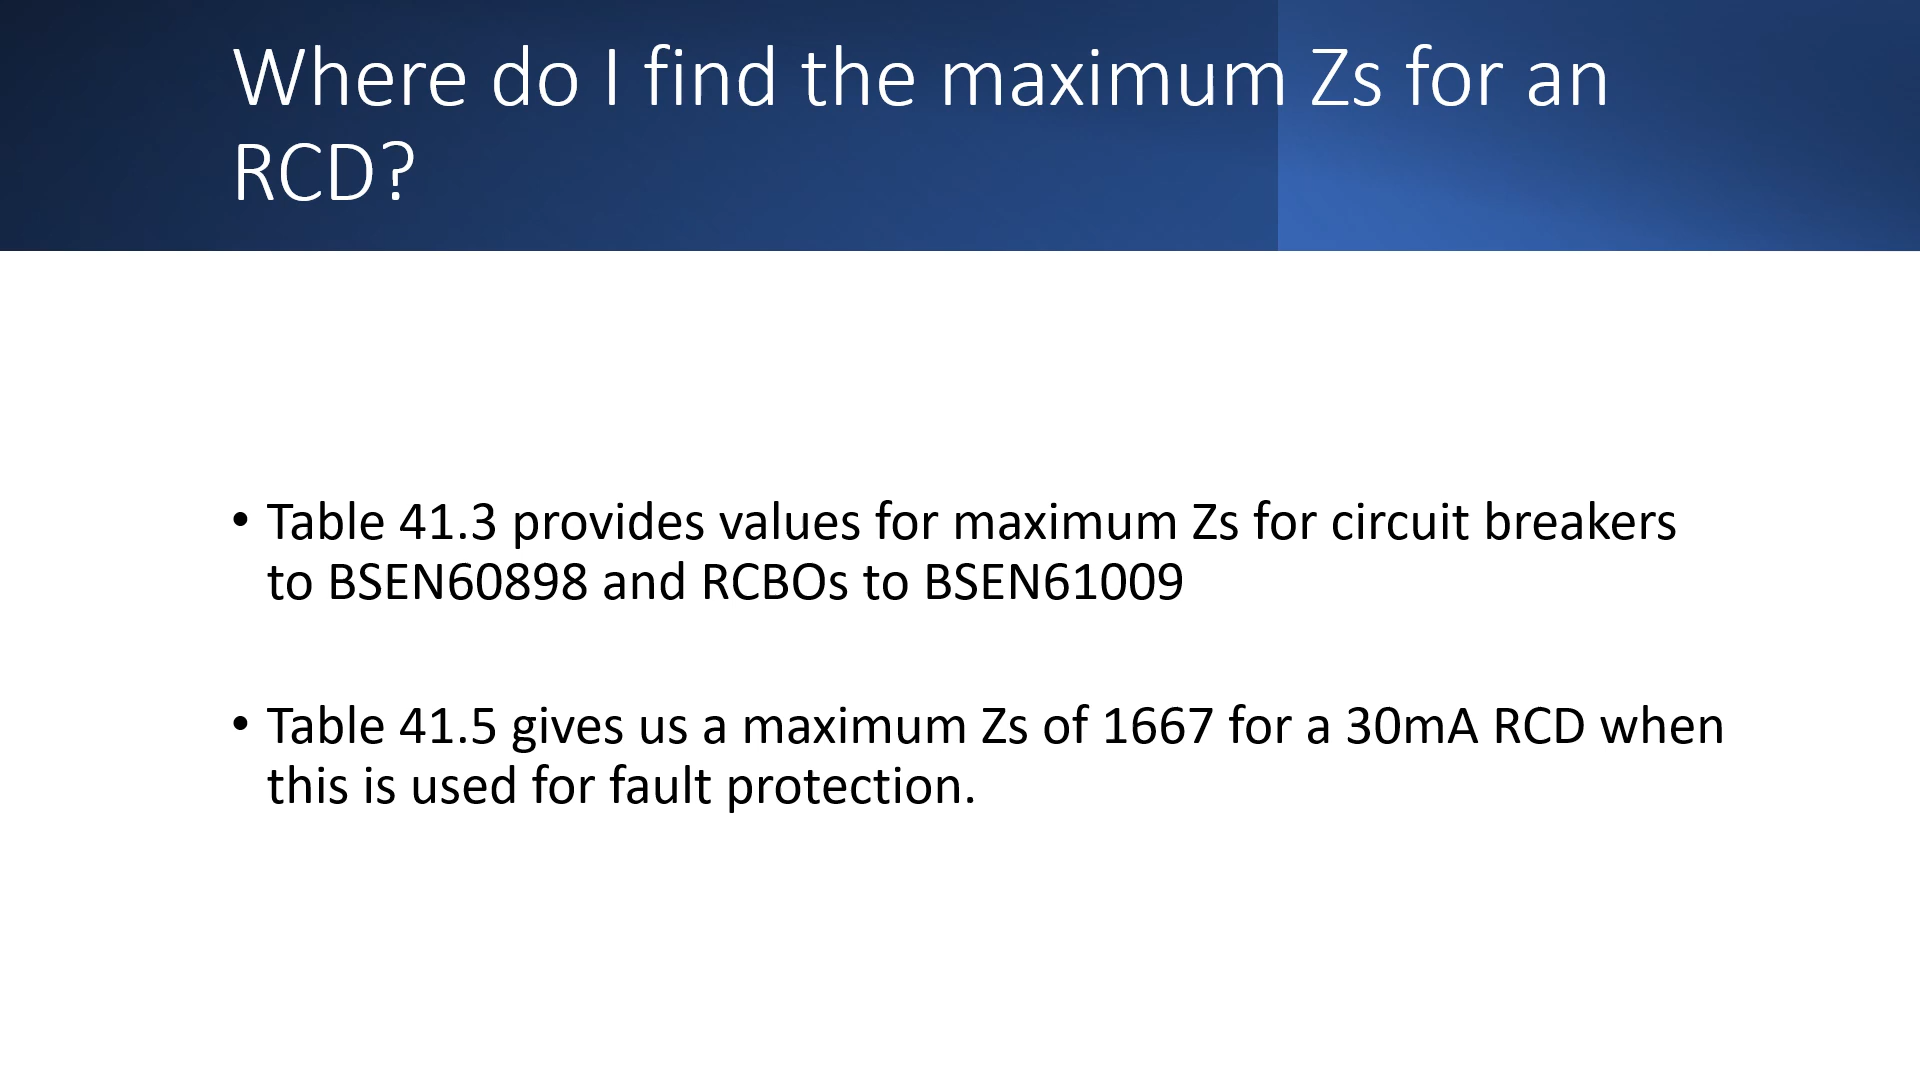 Where do I find the maximum Zs for an
RCD?
• Table 41.3 provides values for maximum Zs for circuit breakers
to BSEN60898 and RCBOs to BSEN61009
• Table 41.5 gives us a maximum Zs of 1667 for a 30mA RCD when
this is used for fault protection.